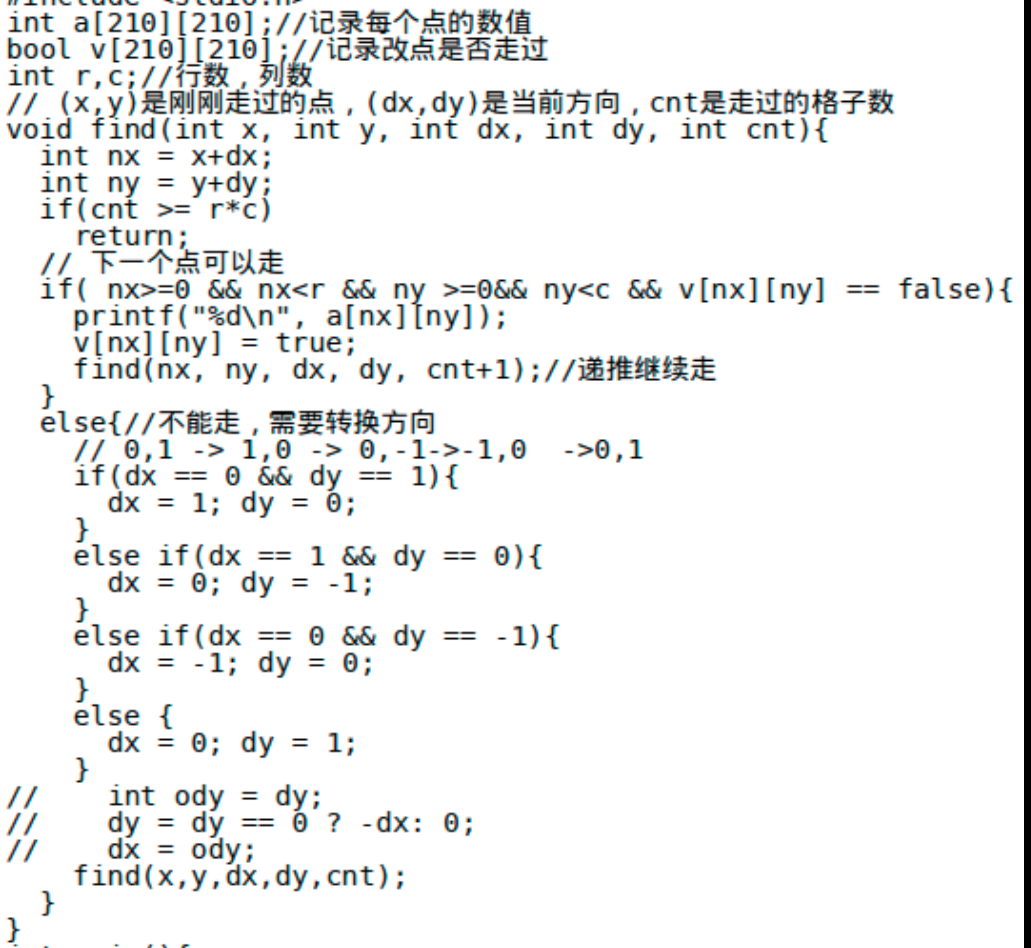 #include <stdio.h>
int a[210][210];//记录每个点的数值
bool v[210][210];//记录改点是否走过
int r,c;//行数，列数
// (x,y)是刚刚走过的点，(dx,dy)是当前方向，cnt是走过的格子数
void find(int x, int y, int dx, int dy, int cnt){
  int nx = x+dx;
  int ny = y+dy;
  if(cnt >= r*c)
    return;
  // 下一个点可以走
  if( nx>=0 && nx<r && ny >=0&& ny<c && v[nx][ny] == false){
    printf("%d\n", a[nx][ny]);
    v[nx][ny] = true;
    find(nx, ny, dx, dy, cnt+1);//递推继续走
  }
  else{//不能走，需要转换方向
    // 0,1 -> 1,0 -> 0,-1->-1,0  ->0,1
    if(dx == 0 && dy == 1){
      dx = 1; dy = 0;
    }
    else if(dx == 1 && dy == 0){
      dx = 0; dy = -1;
    }
    else if(dx == 0 && dy == -1){
      dx = -1; dy = 0;
    }
    else {
      dx = 0; dy = 1;
    }
//    int ody = dy;
//    dy = dy == 0 ? -dx: 0;
//    dx = ody;
    find(x,y,dx,dy,cnt);
  }
}